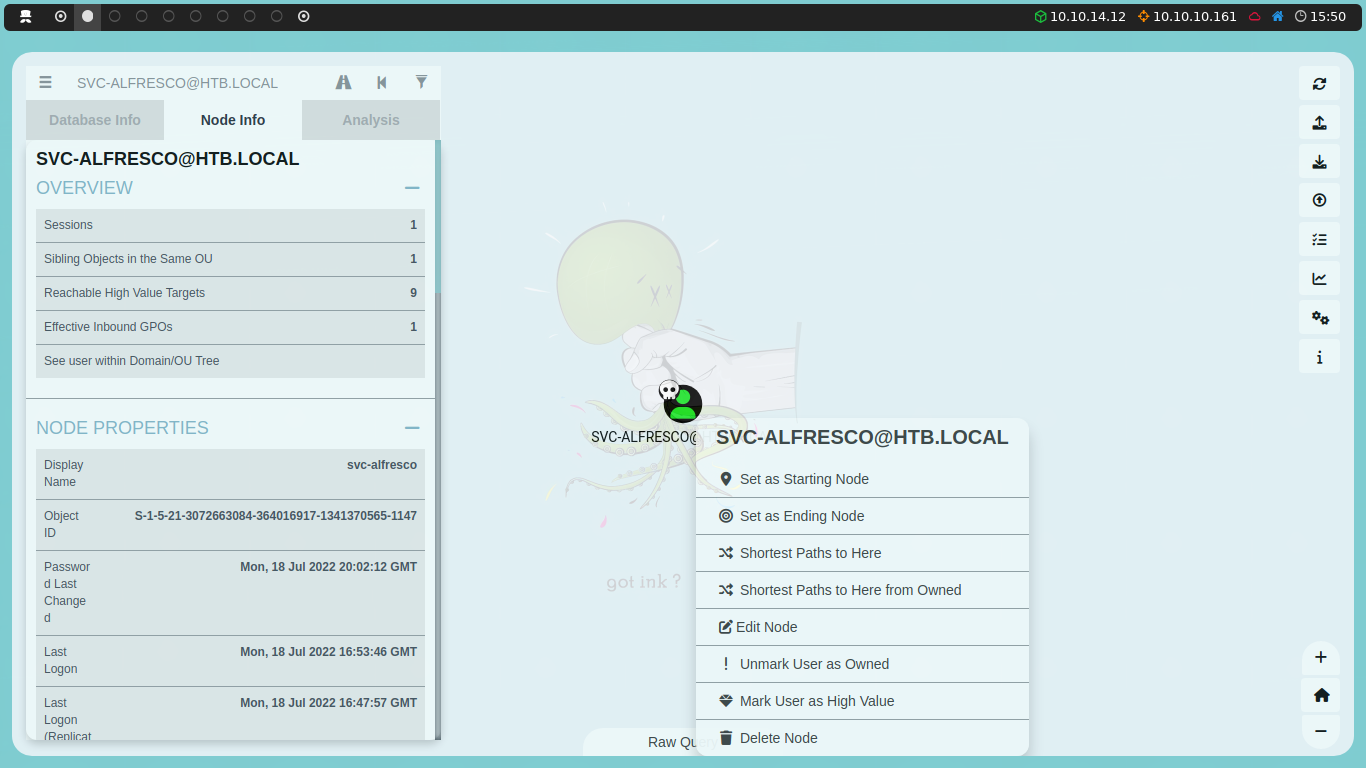 10.10.14.12 10.10.10.161 15:50
SVC-ALFRESCO@HTB.LOCAL
Database Info Node Info Analysis
SVC-ALFRESCO@HTB.LOCAL
OVERVIEW
Sessions 1
Sibling Objects in the Same OU 1
Reachable High Value Targets 9
Effective Inbound GPOs 1
See user within Domain/OU Tree
NODE PROPERTIES
Display svc-alfresco
Name
Object S-1-5-21-3072663084-364016917-1341370565-1147
ID
Passwor Mon, 18 Jul 2022 20:02:12 GMT
d Last
Change
d
Last Mon, 18 Jul 2022 16:53:46 GMT
Logon
Last Mon, 18 Jul 2022 16:47:57 GMT
Logon
(Replicat
SVC-ALFRESCO@
got ink ?
SVC-ALFRESCO@HTB.LOCAL
Set as Starting Node
Set as Ending Node
Shortest Paths to Here
Shortest Paths to Here from Owned
Edit Node
! Unmark User as Owned
Mark User as High Value
Delete Node
Raw Qu